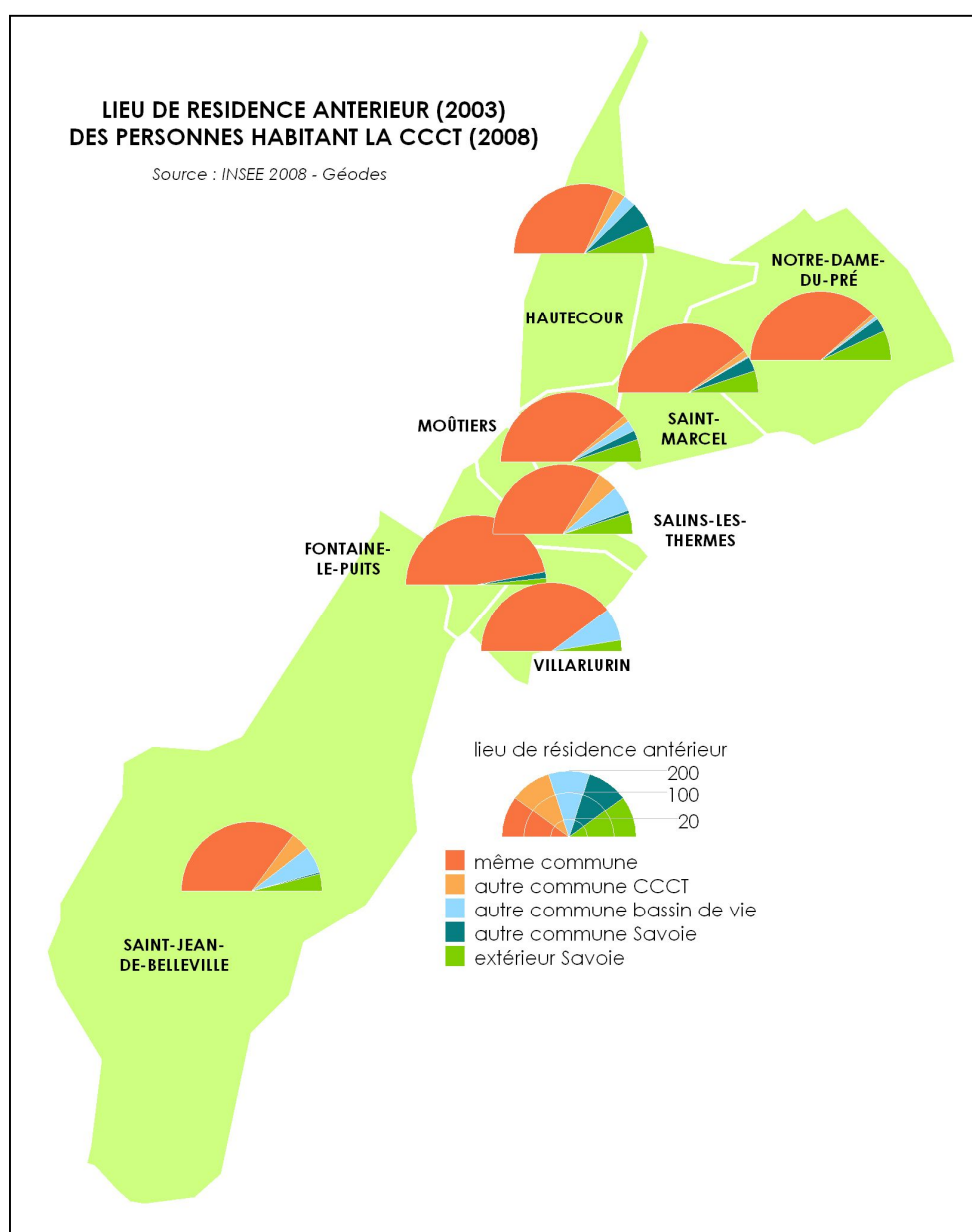 LIEU DE RESIDENCE ANTERIEUR (2003)
DES PERSONNES HABITANT LA CCCT (2008)
Source : INSEE 2008 - Géodes
NOTRE-DAME-
DU-PRÉ
HAUTECOUR
SAINT-
MARCEL
MOÛTIERS
SALINS-LES-
THERMES
FONTAINE-
LE-PUITS
VILLARLURIN
lieu de résidence antérieur
200
100
20
même commune
autre commune CCCT
autre commune bassin de vie
autre commune Savoie
extérieur Savoie
SAINT-JEAN-
DE-BELLEVILLE